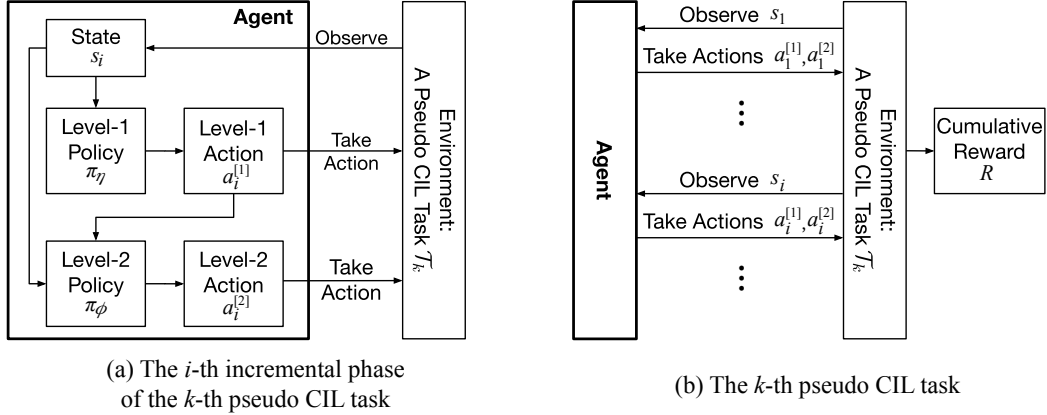 Agent
State
s_i
Observe
Level-1
Policy
π_η
Level-1
Action
a_i^{[1]}
Take
Action
Level-2
Policy
π_ϕ
Level-2
Action
a_i^{[2]}
Take
Action
Environment:
A Pseudo CIL Task 𝒯_k
(a) The i-th incremental phase
of the k-th pseudo CIL task
Agent
Observe s_1
Take Actions a_1^{[1]},a_1^{[2]}
⋮
Observe s_i
Take Actions a_i^{[1]},a_i^{[2]}
⋮
Environment:
A Pseudo CIL Task 𝒯_k
Cumulative
Reward
R
(b) The k-th pseudo CIL task